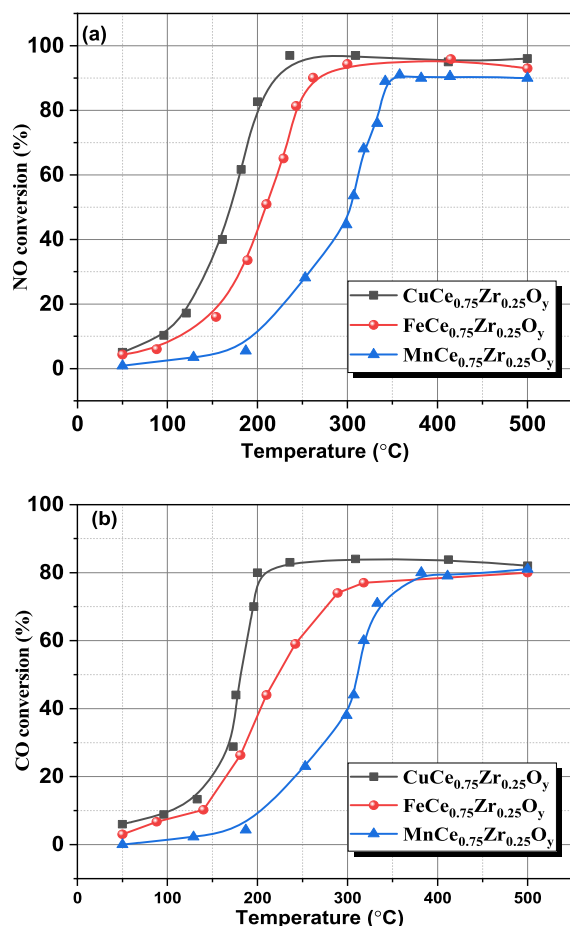 (a)
100
80
60
40
20
0
NO conversion (%)
CuCe0.75Zr0.25Oy
FeCe0.75Zr0.25Oy
MnCe0.75Zr0.25Oy
0 100 200 300 400 500
Temperature (°C)
(b)
100
80
60
40
20
0
CO conversion (%)
CuCe0.75Zr0.25Oy
FeCe0.75Zr0.25Oy
MnCe0.75Zr0.25Oy
0 100 200 300 400 500
Temperature (°C)